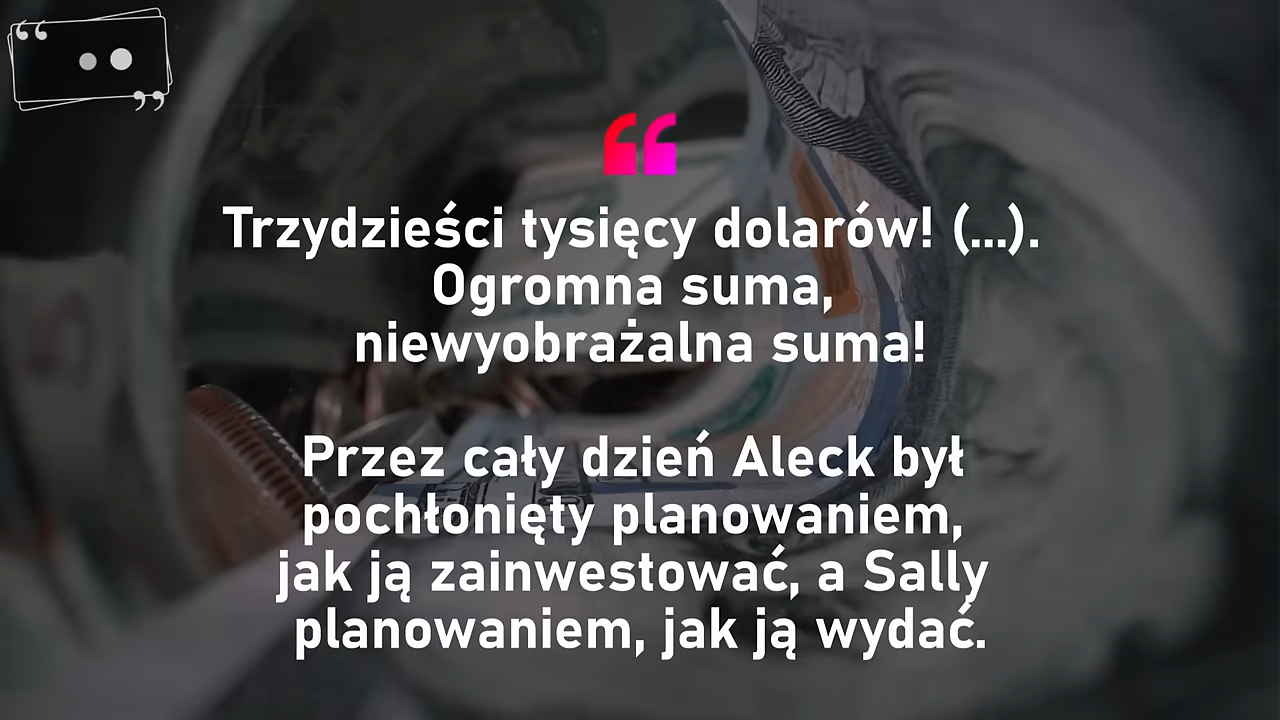 Trzydzieści tysięcy dolarów! (...).
Ogromna suma,
niewyobrażalna suma!
Przez cały dzień Aleck był
pochłonięty planowaniem,
jak ją zainwestować, a Sally
planowaniem, jak ją wydać.